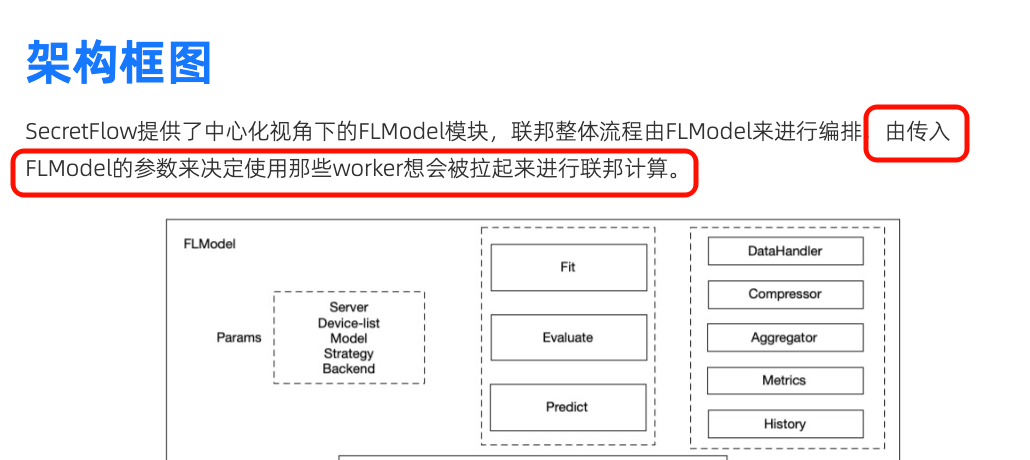 架构框图
SecretFlow提供了中心化视角下的FLModel模块，联邦整体流程由FLModel来进行编排 由传入
FLModel的参数来决定使用那些worker想会被拉起来进行联邦计算。
FLModel
Params
Server
Device-list
Model
Strategy
Backend
Fit
Evaluate
Predict
DataHandler
Compressor
Aggregator
Metrics
History